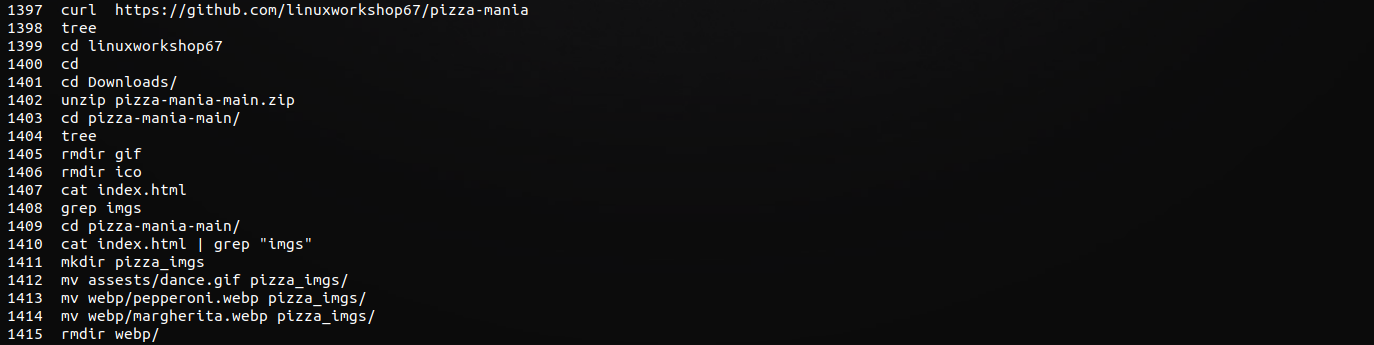 1397 curl  https://github.com/linuxworkshop67/pizza-mania
1398 tree
1399 cd linuxworkshop67
1400 cd
1401 cd Downloads/
1402 unzip pizza-mania-main.zip
1403 cd pizza-mania-main/
1404 tree
1405 rmdir gif
1406 rmdir ico
1407 cat index.html
1408 grep imgs
1409 cd pizza-mania-main/
1410 cat index.html | grep "imgs"
1411 mkdir pizza_imgs
1412 mv assests/dance.gif pizza_imgs/
1413 mv webp/pepperoni.webp pizza_imgs/
1414 mv webp/margherita.webp pizza_imgs/
1415 rmdir webp/